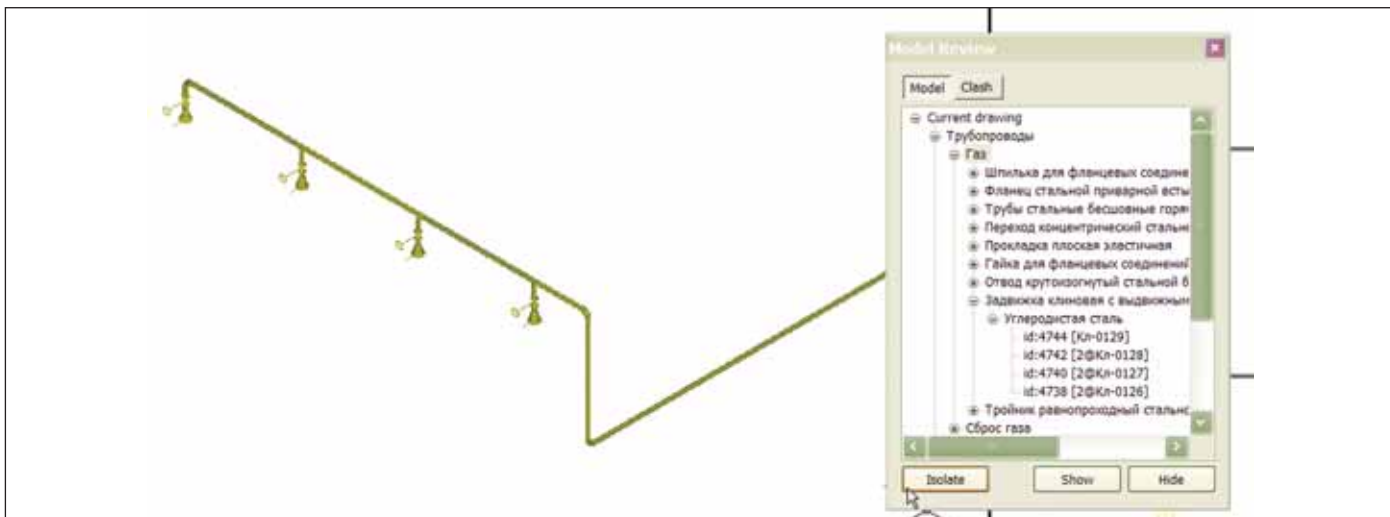 Model Review
Model Clash
Current drawing
Трубопроводы
Газ
Шпилька для фланцевых соедине
Фланец стальной приварной есты
Трубы стальные бесшовные горя
Переход концентрический стальн
Прокладка плоская эластичная
Гайка для фланцевых соединений
Отвод крутоизогнутый стальной б
Задвижка клиновая с выдвижным
Углеродистая сталь
id:4744 [Кл-0129]
id:4742 [2@Кл-0128]
id:4740 [2@Кл-0127]
id:4738 [2@Кл-0126]
Тройник равнопроходный стально
Сброс газа
Isolate Show Hide